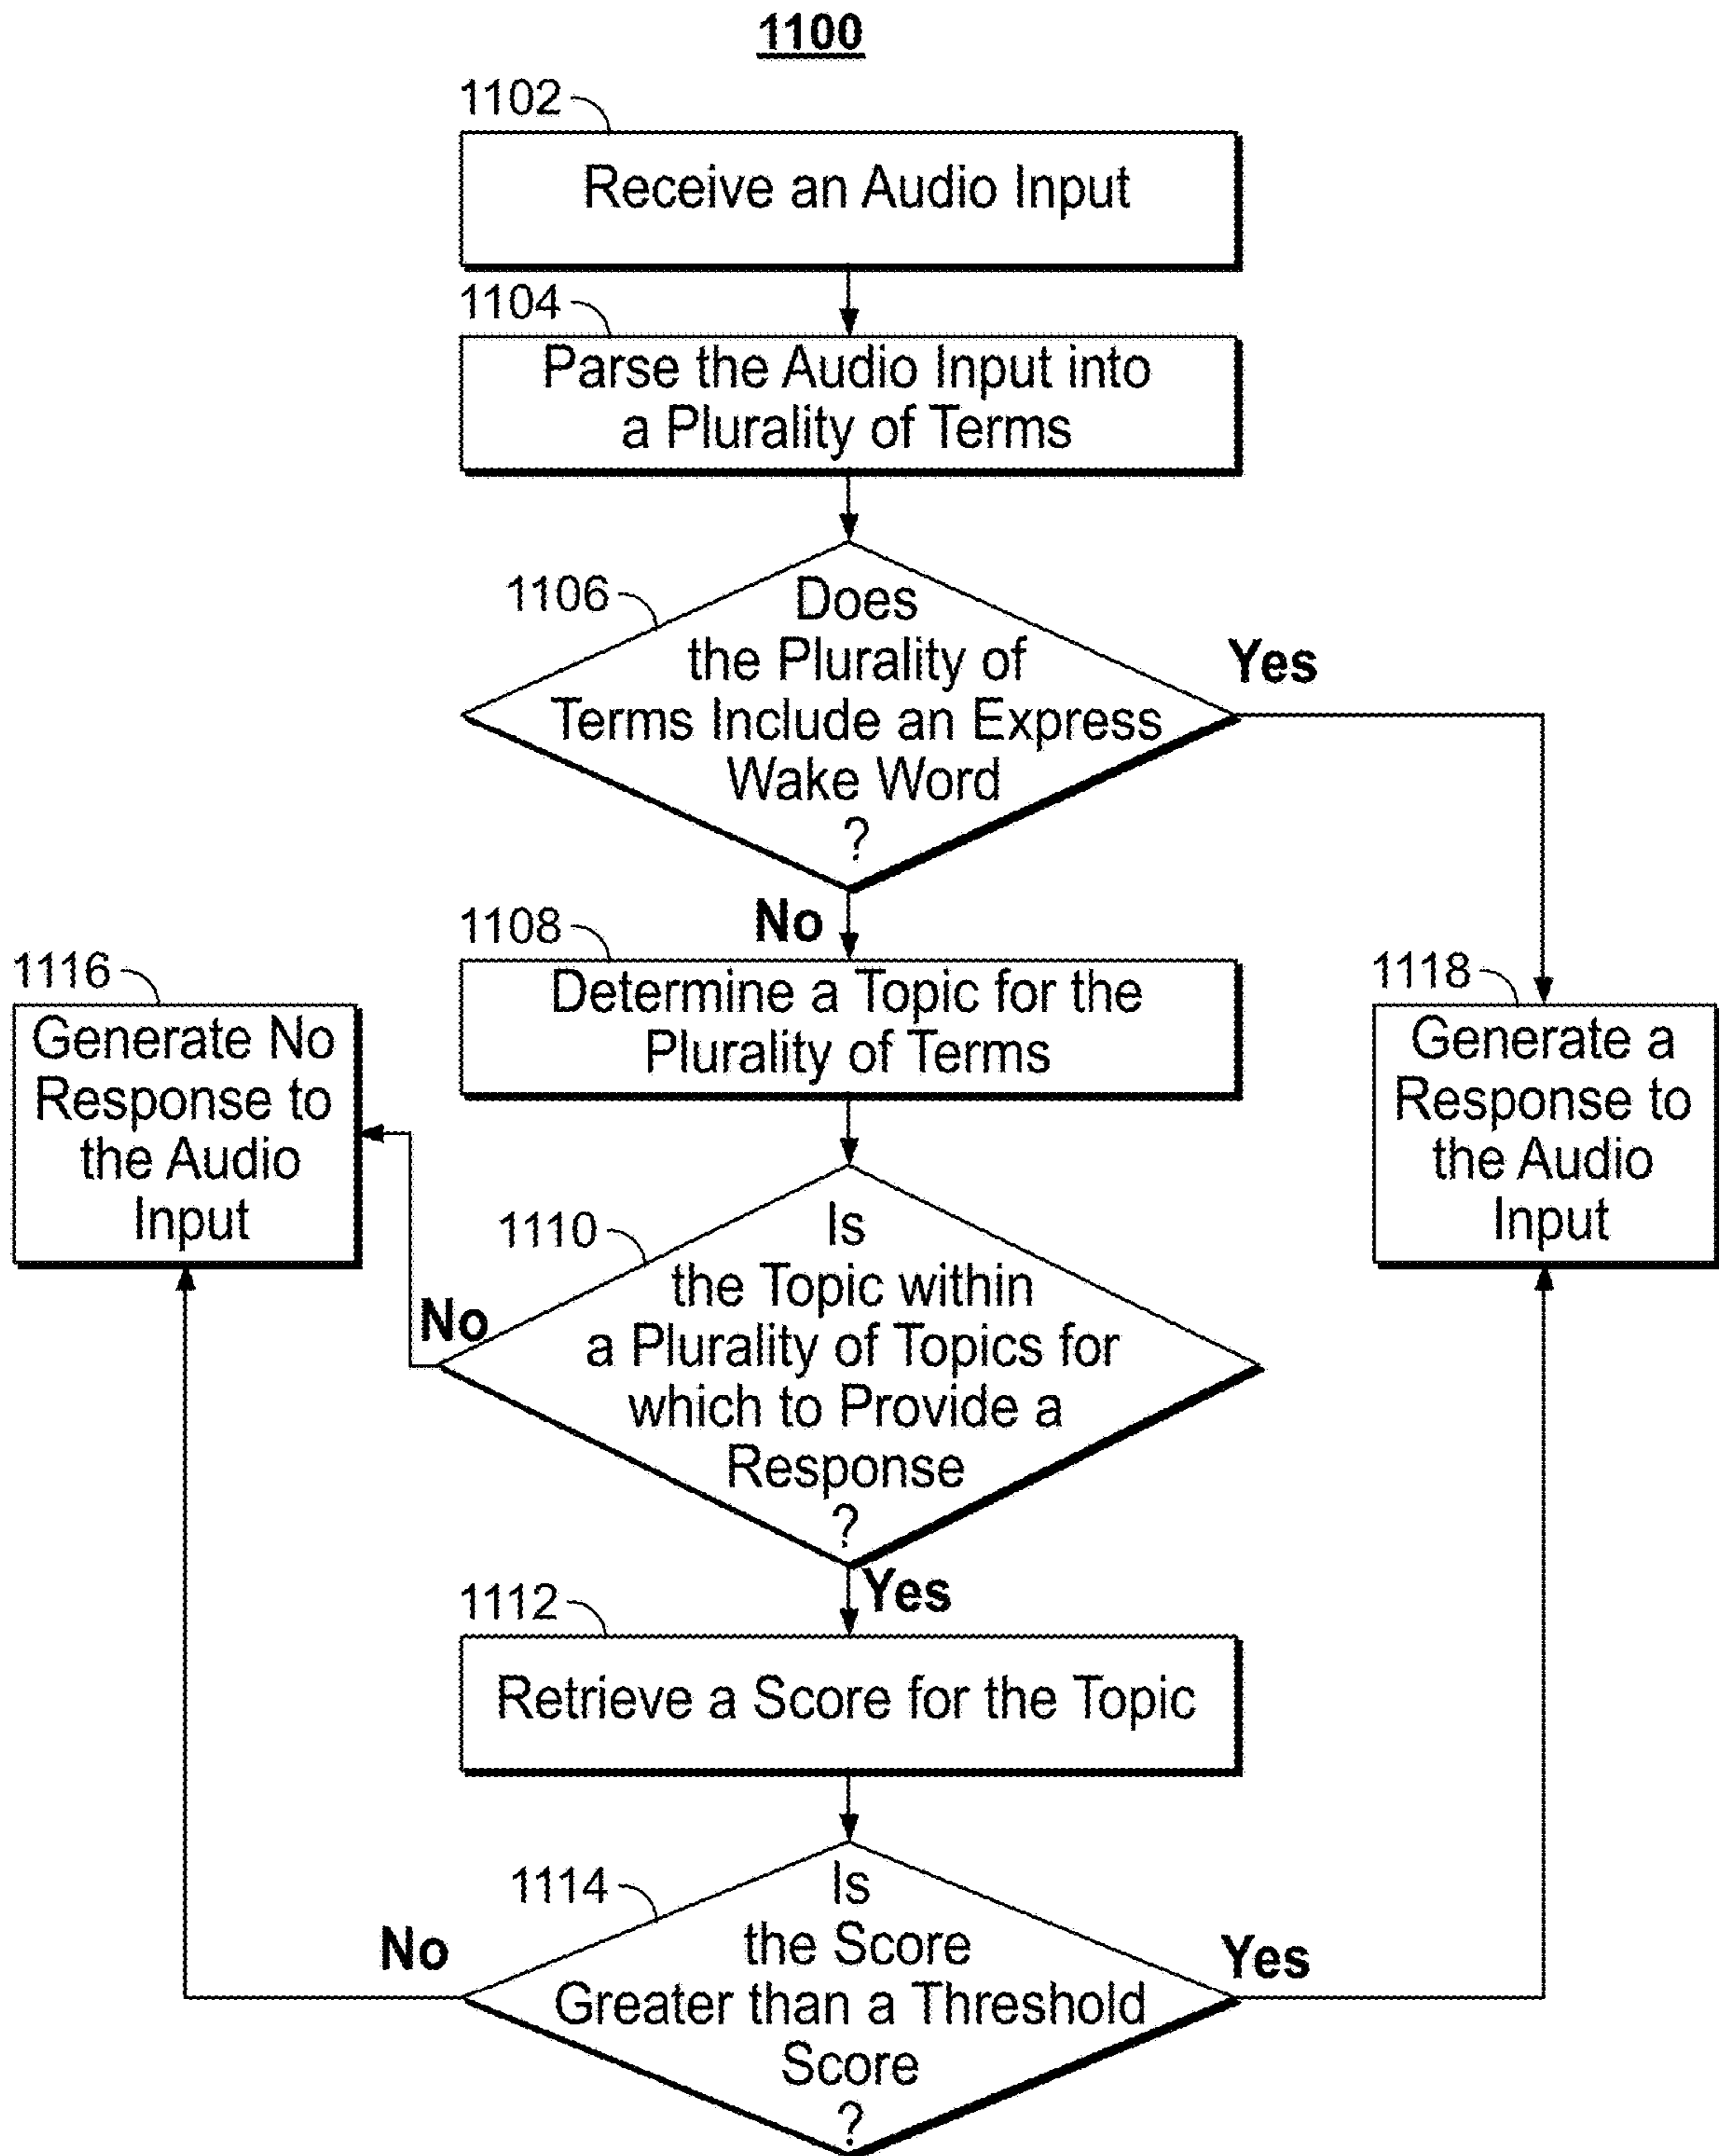 1100
1102
Receive an Audio Input
1104
Parse the Audio Input into
a Plurality of Terms
1106
Does
the Plurality of
Terms Include an Express
Wake Word
?
Yes
No
1108
Determine a Topic for the
Plurality of Terms
1116
Generate No
Response to
the Audio
Input
1118
Generate a
Response to
the Audio
Input
1110
Is
the Topic within
a Plurality of Topics for
which to Provide a
Response
?
No
Yes
1112
Retrieve a Score for the Topic
1114
Is
the Score
Greater than a Threshold
Score
?
No
Yes